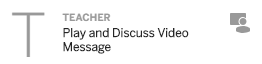 T
TEACHER
Play and Discuss Video
Message